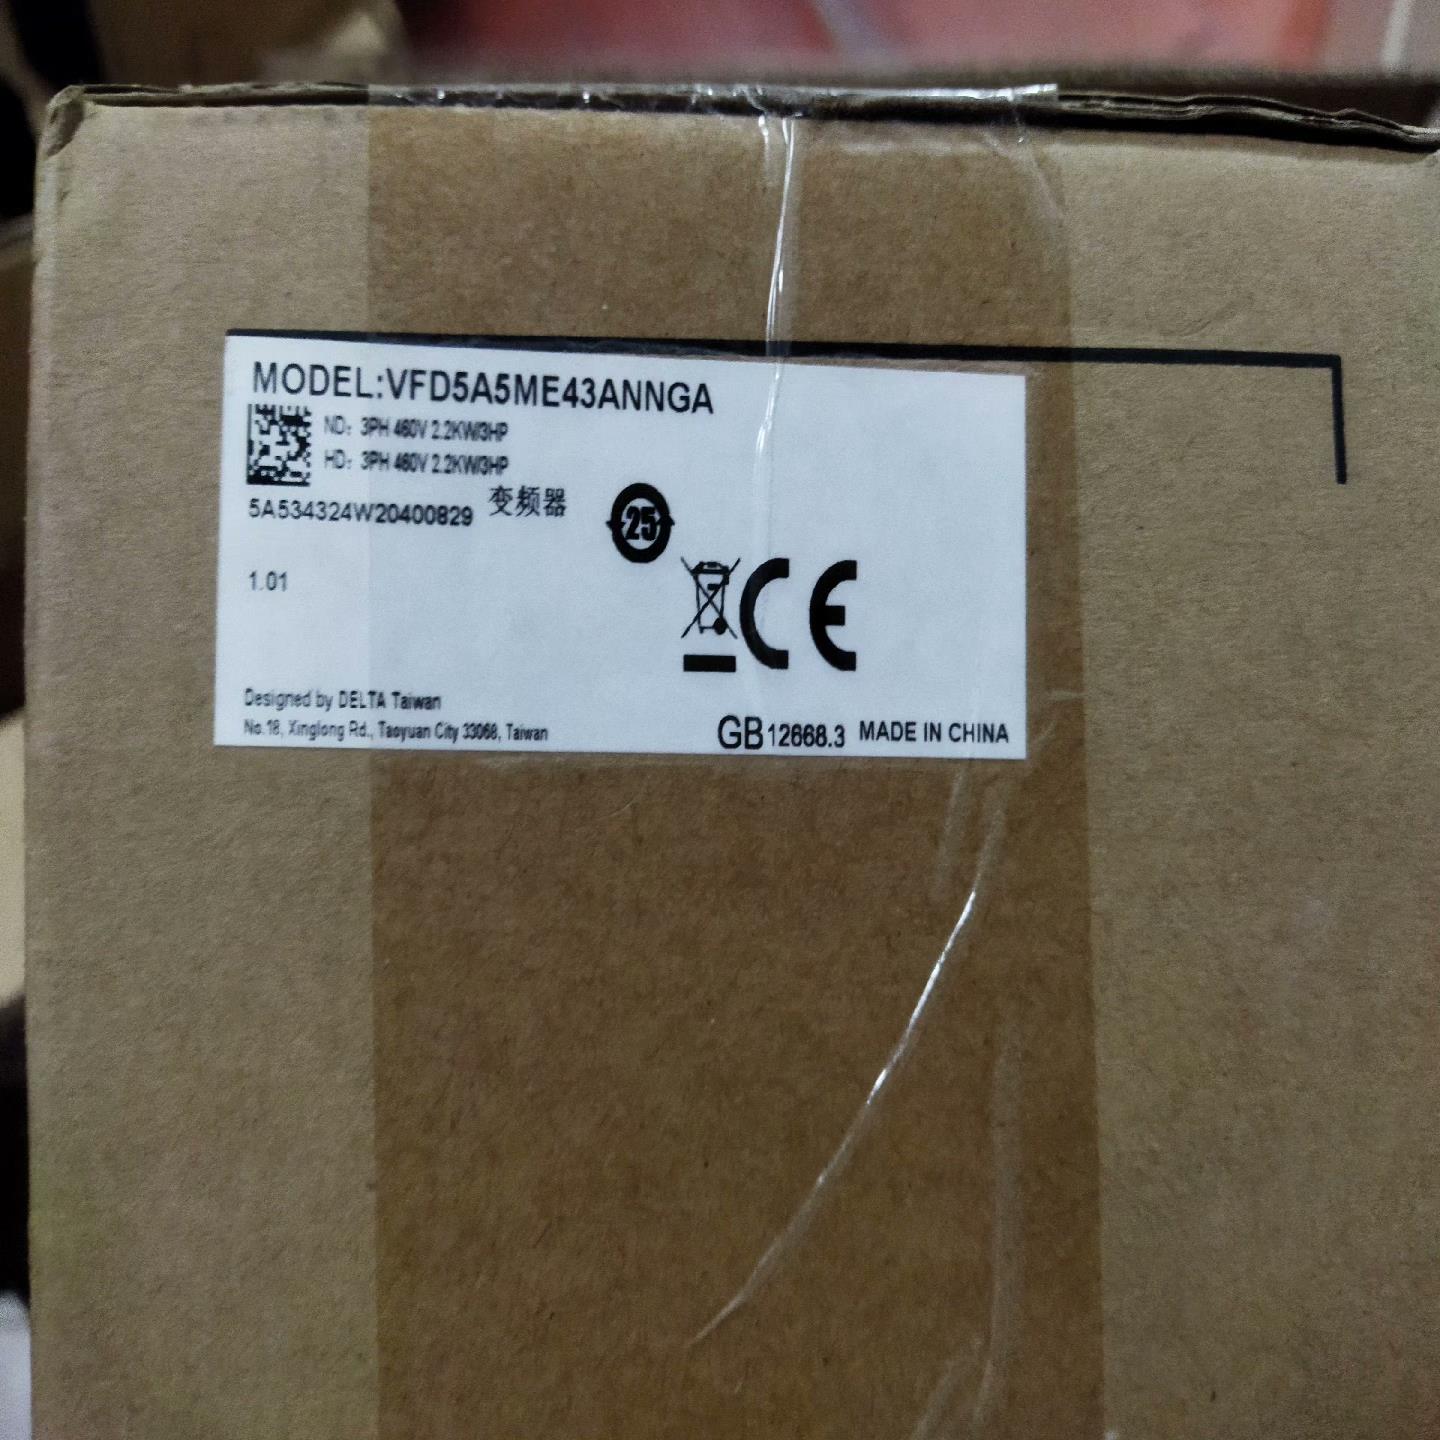 MODEL:VFD5A5ME43ANNGA
ND: 3PH 460V 2.2KW/3HP
HD: 3PH 460V 2.2KW/3HP
5A534324W20400829 变频器
25
1.01
CE
Designed by DELTA Taiwan
No.18, Xinglong Rd., Taoyuan City 33068, Taiwan
GB12668.3 MADE IN CHINA